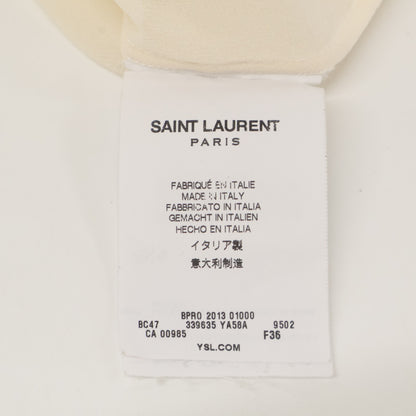 SAINT LAURENT
PARIS
FABRIQUÉ EN ITALIE
MADE IN ITALY
FABBRICATO IN ITALIA
GEMACHT IN ITALIEN
HECHO EN ITALIA
イタリア製
意大利制造
BPRO 2013 01000
BC47 339635 YA58A 9502
CA 00985 F36
YSL.COM